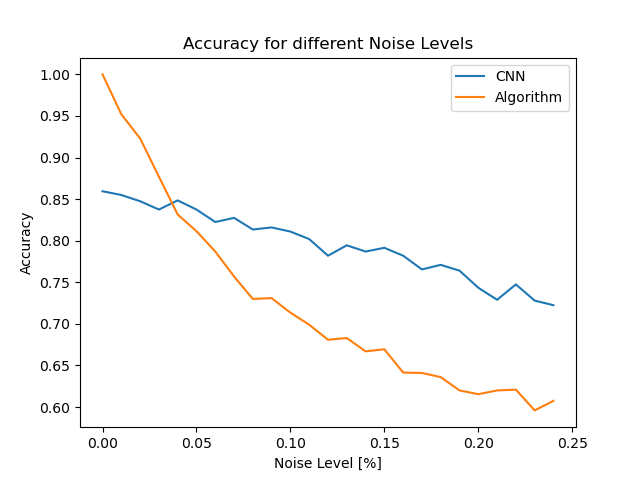 Accuracy for different Noise Levels
CNN
Algorithm
1.00
0.95
0.90
0.85
0.80
0.75
0.70
0.65
0.60
Accuracy
0.00 0.05 0.10 0.15 0.20 0.25
Noise Level [%]